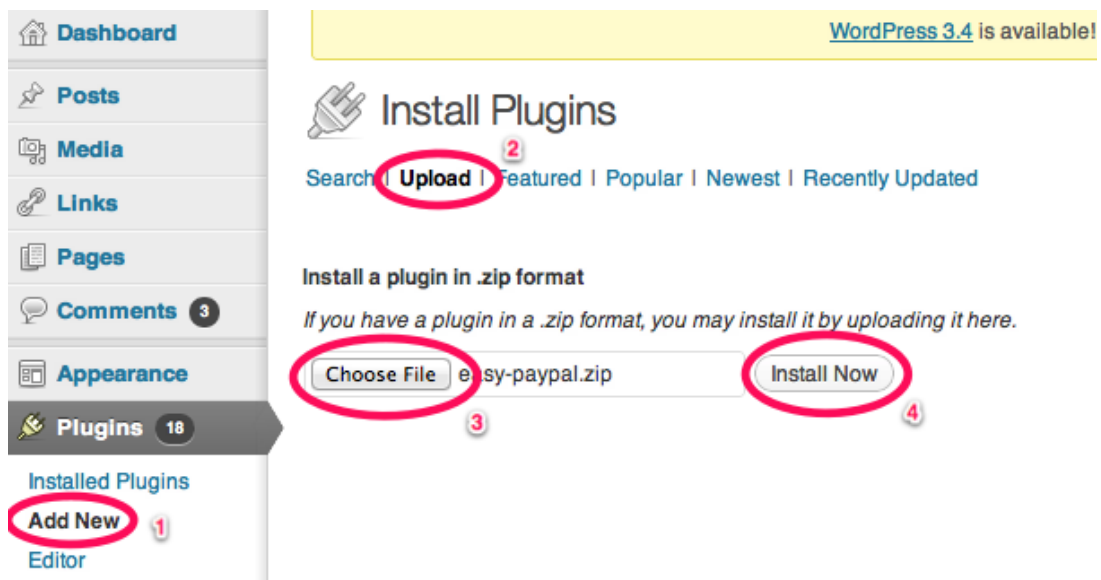 Dashboard
Posts
Media
Links
Pages
Comments 3
Appearance
Plugins 18
Installed Plugins
Add New 1
Editor
WordPress 3.4 is available!
Install Plugins
2
Search | Upload | Featured | Popular | Newest | Recently Updated
Install a plugin in .zip format
If you have a plugin in a .zip format, you may install it by uploading it here.
Choose File easy-paypal.zip Install Now
3 4